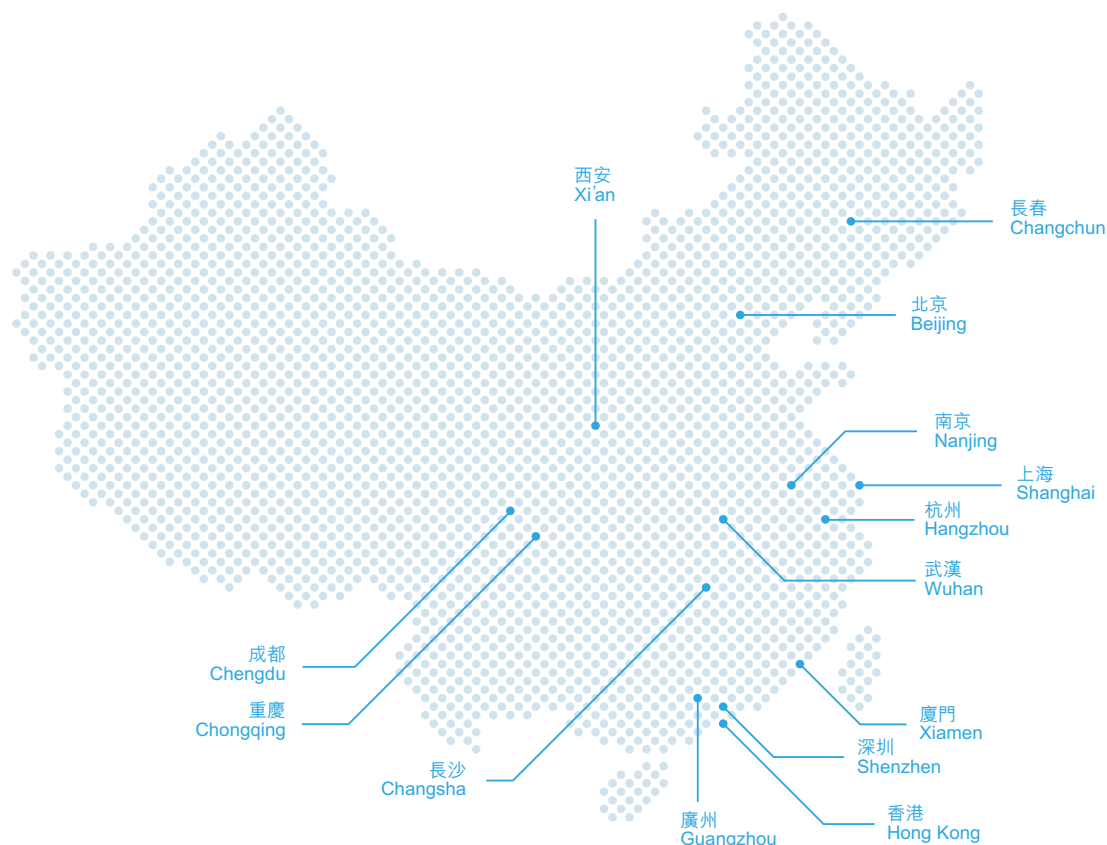 西安
Xi'an
長春
Changchun
北京
Beijing
南京
Nanjing
上海
Shanghai
杭州
Hangzhou
武漢
Wuhan
成都
Chengdu
重慶
Chongqing
廈門
Xiamen
深圳
Shenzhen
長沙
Changsha
香港
Hong Kong
廣州
Guangzhou